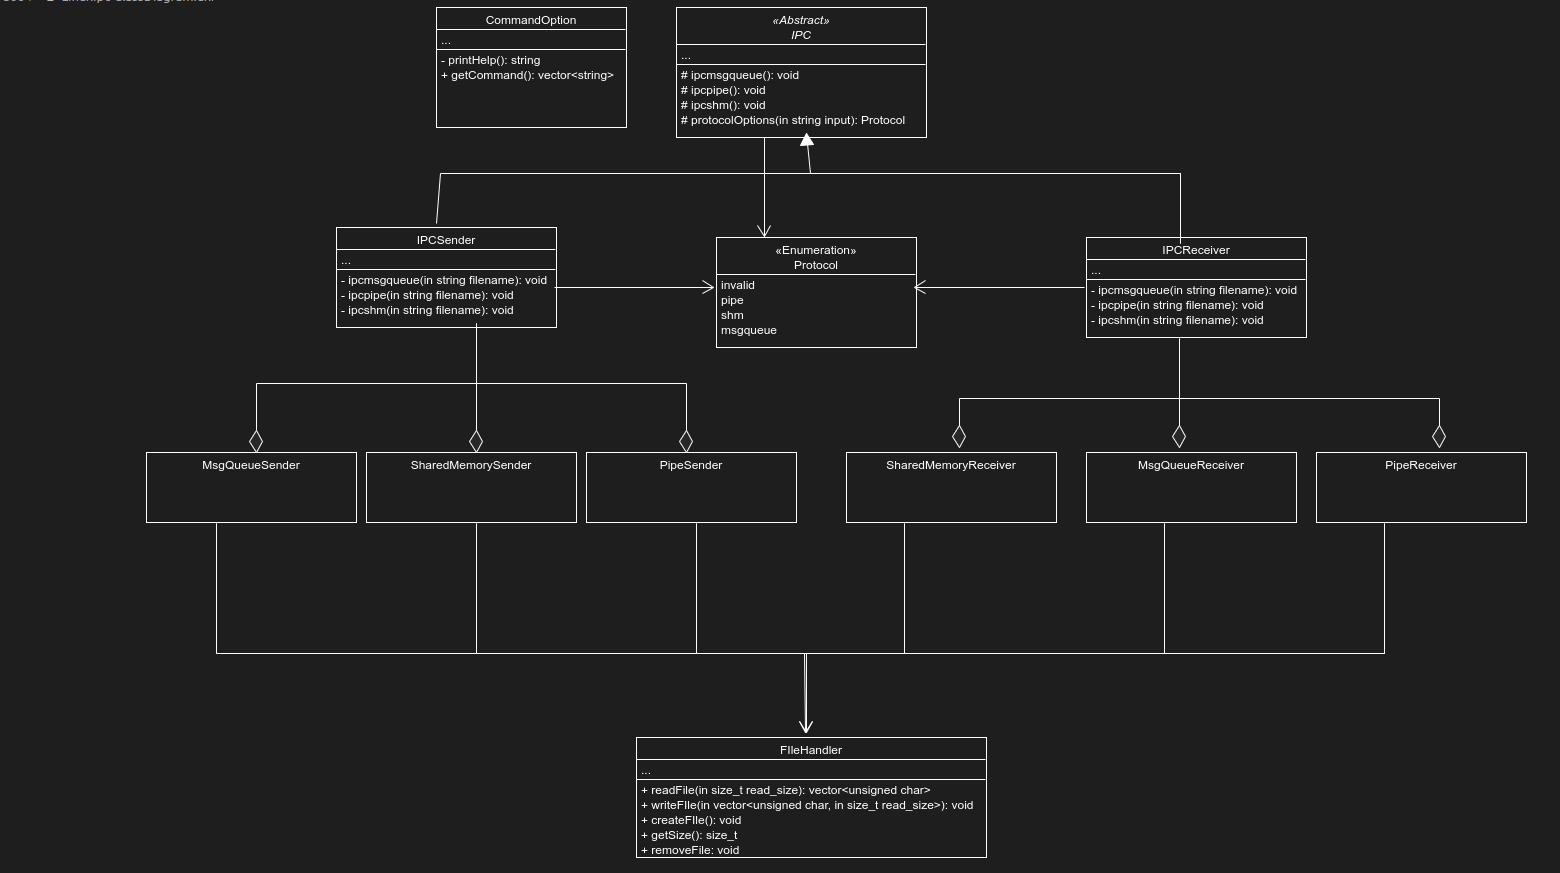 CommandOption
...
- printHelp(): string
+ getCommand(): vector<string>
«Abstract»
IPC
...
# ipcmsgqueue(): void
# ipcpipe(): void
# ipcshm(): void
# protocolOptions(in string input): Protocol
IPCSender
...
- ipcmsgqueue(in string filename): void
- ipcpipe(in string filename): void
- ipcshm(in string filename): void
«Enumeration»
Protocol
invalid
pipe
shm
msgqueue
IPCReceiver
...
- ipcmsgqueue(in string filename): void
- ipcpipe(in string filename): void
- ipcshm(in string filename): void
MsgQueueSender
SharedMemorySender
PipeSender
SharedMemoryReceiver
MsgQueueReceiver
PipeReceiver
FIleHandler
...
+ readFile(in size_t read_size): vector<unsigned char>
+ writeFIle(in vector<unsigned char, in size_t read_size>): void
+ createFIle(): void
+ getSize(): size_t
+ removeFile: void